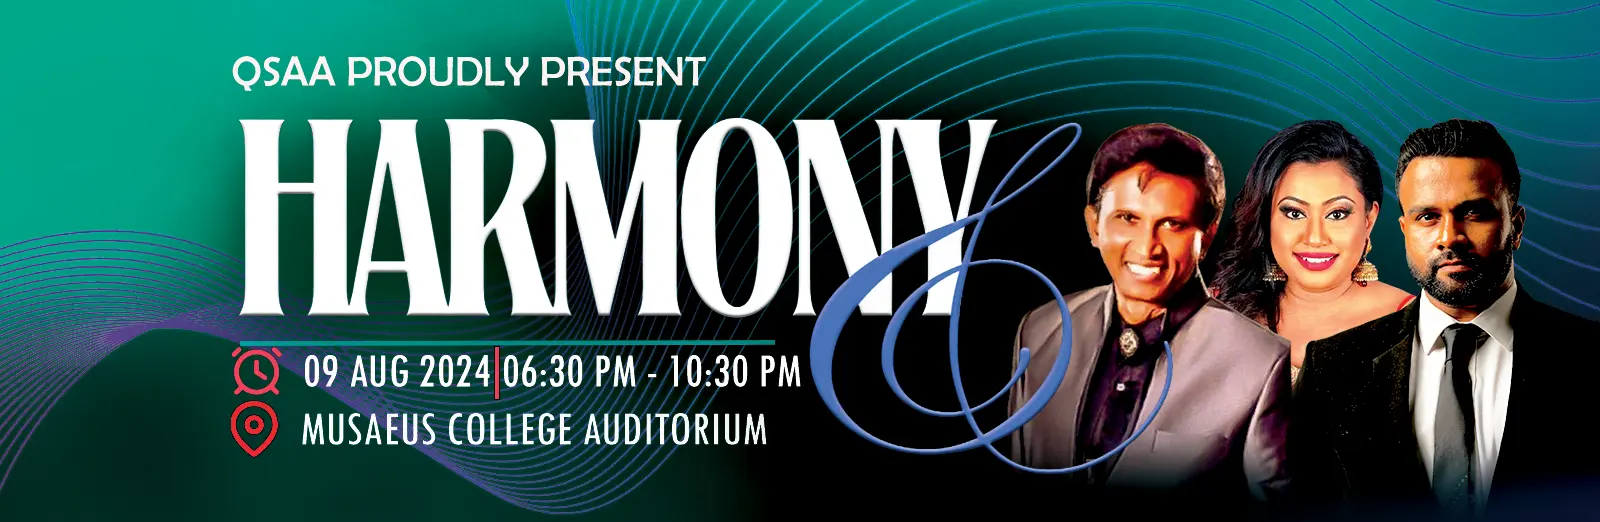 QSAA PROUDLY PRESENT
HARMONY
09 AUG 2024|06:30 PM - 10:30 PM
MUSAEUS COLLEGE AUDITORIUM